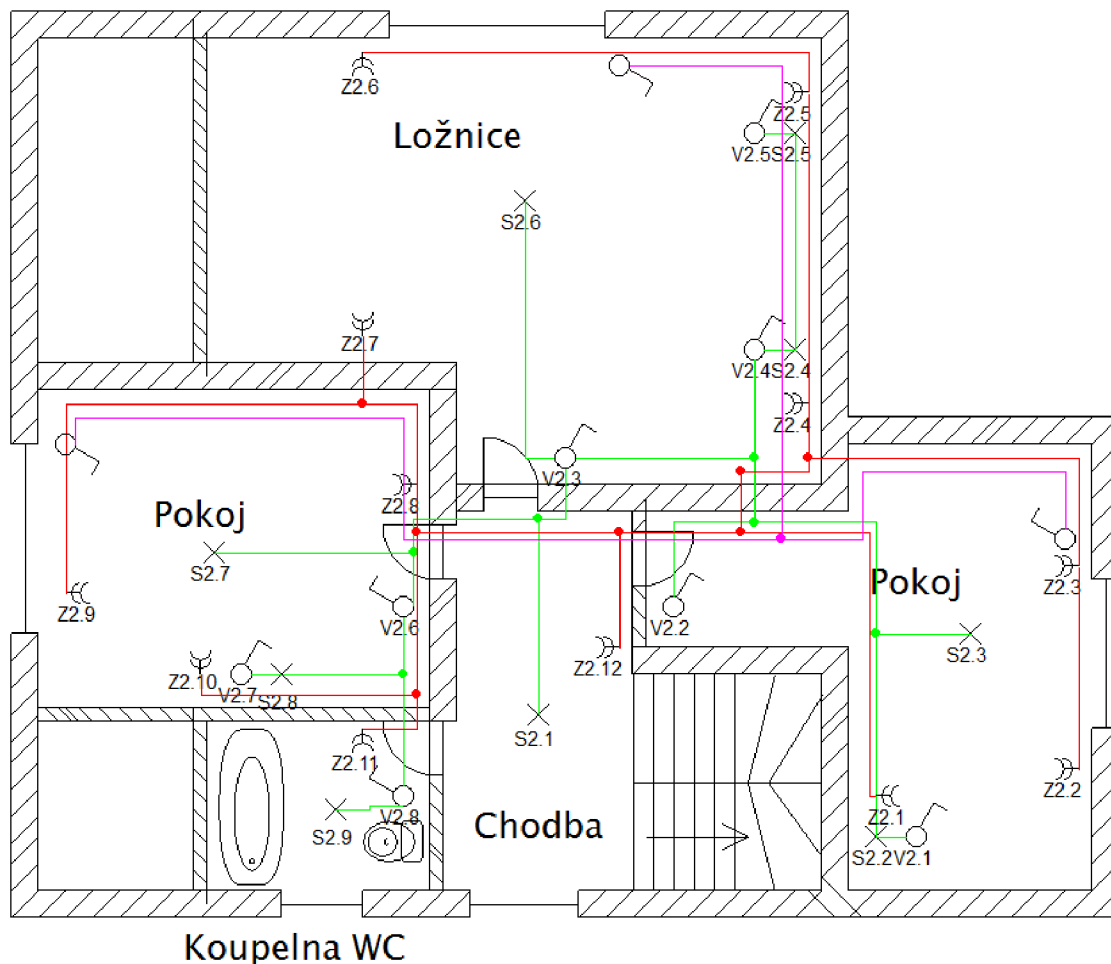 Z2.6
Z2.5
Ložnice
V2.5S2.5
S2.6
Z2.7
V2.4S2.4
Z2.4
V2.3
Z2.8
Pokoj
S2.7
Pokoj
Z2.3
Z2.9
V2.6
V2.2
S2.3
Z2.12
Z2.10
V2.7
S2.8
S2.1
Z2.11
Z2.2
V2.8
S2.9
Chodba
Z2.1
S2.2V2.1
Koupelna WC